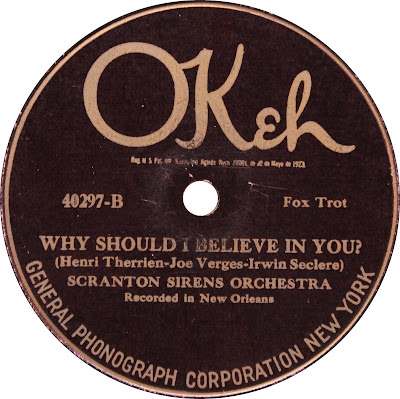 OKeh
40297-B
Fox Trot
WHY SHOULD I BELIEVE IN YOU?
(Henri Therrien-Joe Verges-Irwin Seclere)
SCRANTON SIRENS ORCHESTRA
Recorded in New Orleans
GENERAL PHONOGRAPH CORPORATION NEW YORK